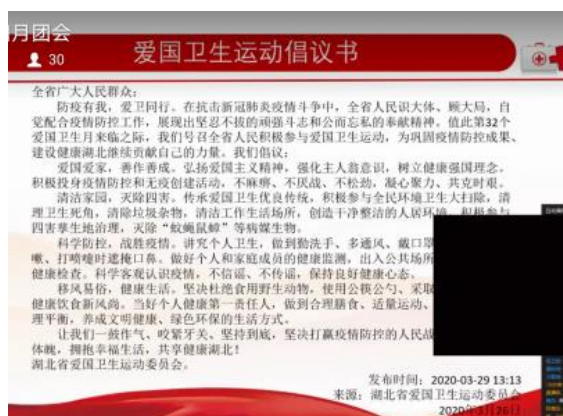 月团会
30
爱国卫生运动倡议书
全省广大人民群众：
防疫有我，爱卫同行。在抗击新冠肺炎疫情斗争中，全省人民识大体、顾大局，自
觉配合疫情防控工作，展现出坚忍不拔的顽强斗志和公而忘私的奉献精神。值此第32个
爱国卫生月来临之际，我们号召全省人民积极参与爱国卫生运动，为巩固疫情防控成果、
建设健康湖北继续贡献自己的力量。我们倡议：
爱国爱家，善作善成。弘扬爱国主义精神，强化主人翁意识，树立健康强国理念。
积极投身疫情防控和无疫创建活动，不麻痹、不厌战、不松劲，凝心聚力、共克时艰。
清洁家园，灭除四害。传承爱国卫生优良传统，积极参与全民环境卫生大扫除，清
理卫生死角，清除垃圾杂物，清洁工作生活场所，创造干净整洁的人居环境，积极参与
四害孳生地治理，灭除“蚊蝇鼠蟑”等病媒生物。
科学防控，战胜疫情。讲究个人卫生，做到勤洗手、多通风、戴口罩
嗽、打喷嚏时遮掩口鼻。做好个人和家庭成员的健康监测，出入公共场所
健康检查。科学客观认识疫情，不信谣、不传谣，保持良好健康心态。
移风易俗，健康生活。坚决杜绝食用野生动物，使用公筷公勺、采取
健康饮食新风尚。当好个人健康第一责任人，做到合理膳食、适量运动、
理平衡，养成文明健康、绿色环保的生活方式。
让我们一鼓作气、咬紧牙关、坚持到底，坚决打赢疫情防控的人民战
体魄，拥抱幸福生活，共享健康湖北！
湖北省爱国卫生运动委员会。
发布时间：2020-03-29 13:13
来源：湖北省爱国卫生运动委员会
2020年3月26日